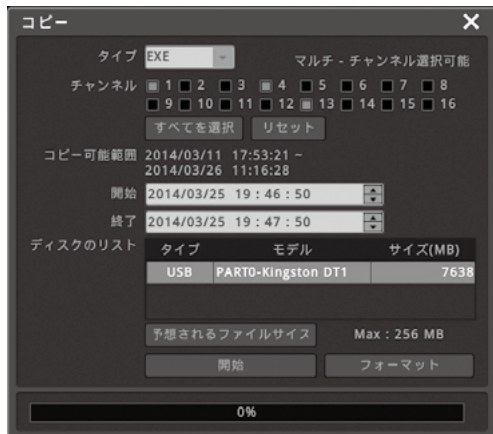 コピー
タイプ EXE マルチ - チャンネル選択可能
チャンネル 1 2 3 4 5 6 7 8
9 10 11 12 13 14 15 16
すべてを選択 リセット
コピー可能範囲 2014/03/11 17:53:21 ~
2014/03/26 11:16:28
開始 2014/03/25 19 : 46 : 50
終了 2014/03/25 19 : 47 : 50
ディスクのリスト タイプ モデル サイズ(MB)
USB PART0-Kingston DT1 7638
予想されるファイルサイズ Max : 256 MB
開始 フォーマット
0%